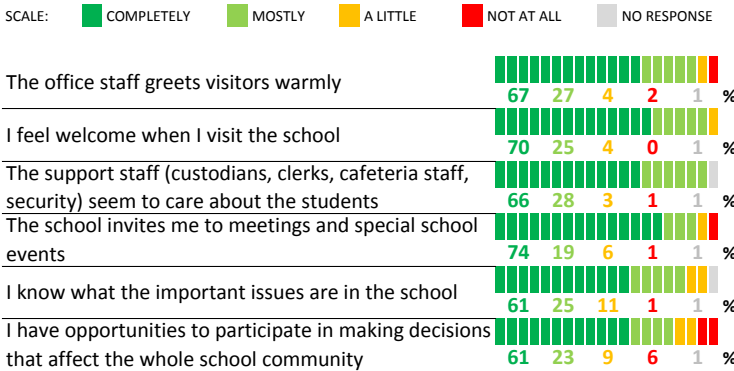 SCALE: COMPLETELY MOSTLY A LITTLE NOT AT ALL NO RESPONSE
The office staff greets visitors warmly
67 27 4 2 1 %
I feel welcome when I visit the school
70 25 4 0 1 %
The support staff (custodians, clerks, cafeteria staff,
security) seem to care about the students
66 28 3 1 1 %
The school invites me to meetings and special school
events
74 19 6 1 1 %
I know what the important issues are in the school
61 25 11 1 1 %
I have opportunities to participate in making decisions
that affect the whole school community
61 23 9 6 1 %